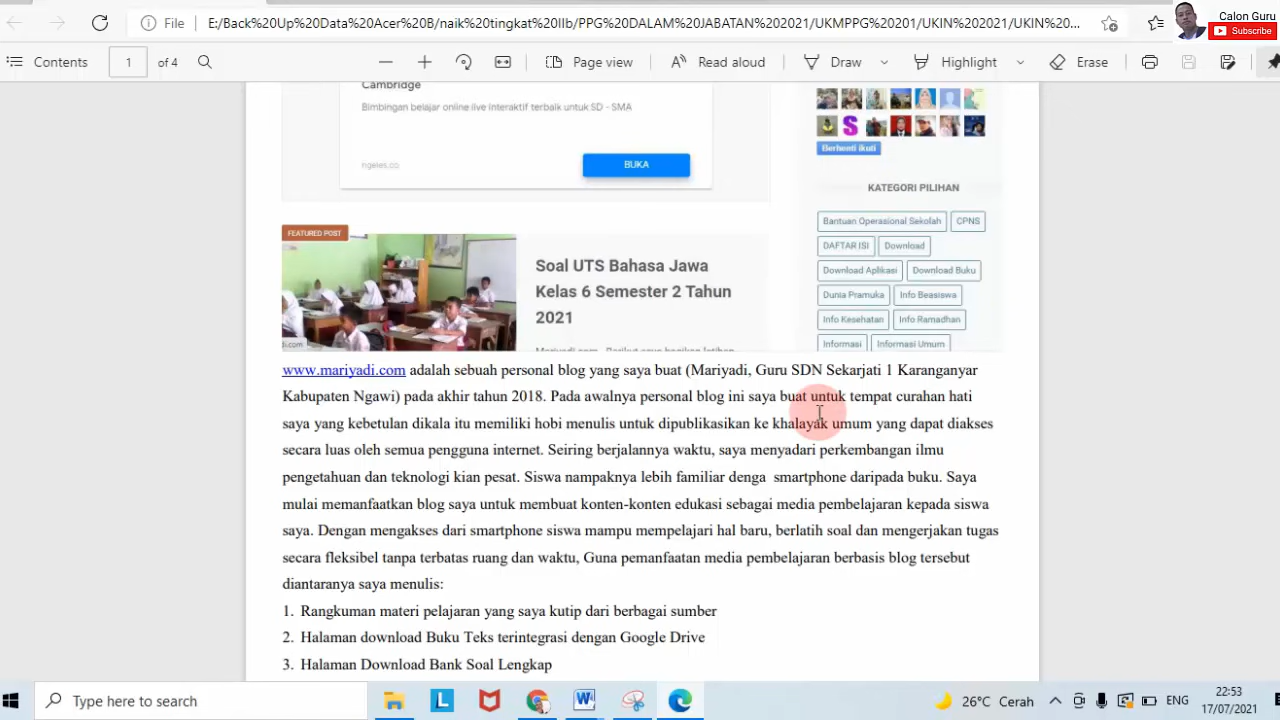 File
E:/Back%20Up%20Data%20Acer%20B/naik%20tingkat%20IIb/PPG%20DALAM%20JABATAN%202021/UKMPPG%20201/UKIN%202021/UKIN%20...
Calon Guru
Subscribe
Contents
1 of 4
Page view
Read aloud
Draw
Highlight
Erase
Cambridge
Bimbingan belajar online live interaktif terbaik untuk SD - SMA
ngeles.co
BUKA
Berhenti ikuti
KATEGORI PILIHAN
Bantuan Operasional Sekolah CPNS
DAFTAR ISI Download
Download Aplikasi Download Buku
Dunia Pramuka Info Beasiswa
Info Kesehatan Info Ramadhan
Informasi Informasi Umum
FEATURED POST
Soal UTS Bahasa Jawa
Kelas 6 Semester 2 Tahun
2021
di.com
www.mariyadi.com adalah sebuah personal blog yang saya buat (Mariyadi, Guru SDN Sekarjati 1 Karanganyar
Kabupaten Ngawi) pada akhir tahun 2018. Pada awalnya personal blog ini saya buat untuk tempat curahan hati
saya yang kebetulan dikala itu memiliki hobi menulis untuk dipublikasikan ke khalayak umum yang dapat diakses
secara luas oleh semua pengguna internet. Seiring berjalannya waktu, saya menyadari perkembangan ilmu
pengetahuan dan teknologi kian pesat. Siswa nampaknya lebih familiar denga smartphone daripada buku. Saya
mulai memanfaatkan blog saya untuk membuat konten-konten edukasi sebagai media pembelajaran kepada siswa
saya. Dengan mengakses dari smartphone siswa mampu mempelajari hal baru, berlatih soal dan mengerjakan tugas
secara fleksibel tanpa terbatas ruang dan waktu, Guna pemanfaatan media pembelajaran berbasis blog tersebut
diantaranya saya menulis:
1. Rangkuman materi pelajaran yang saya kutip dari berbagai sumber
2. Halaman download Buku Teks terintegrasi dengan Google Drive
3. Halaman Download Bank Soal Lengkap
Type here to search
26°C Cerah
ENG
22:53
17/07/2021